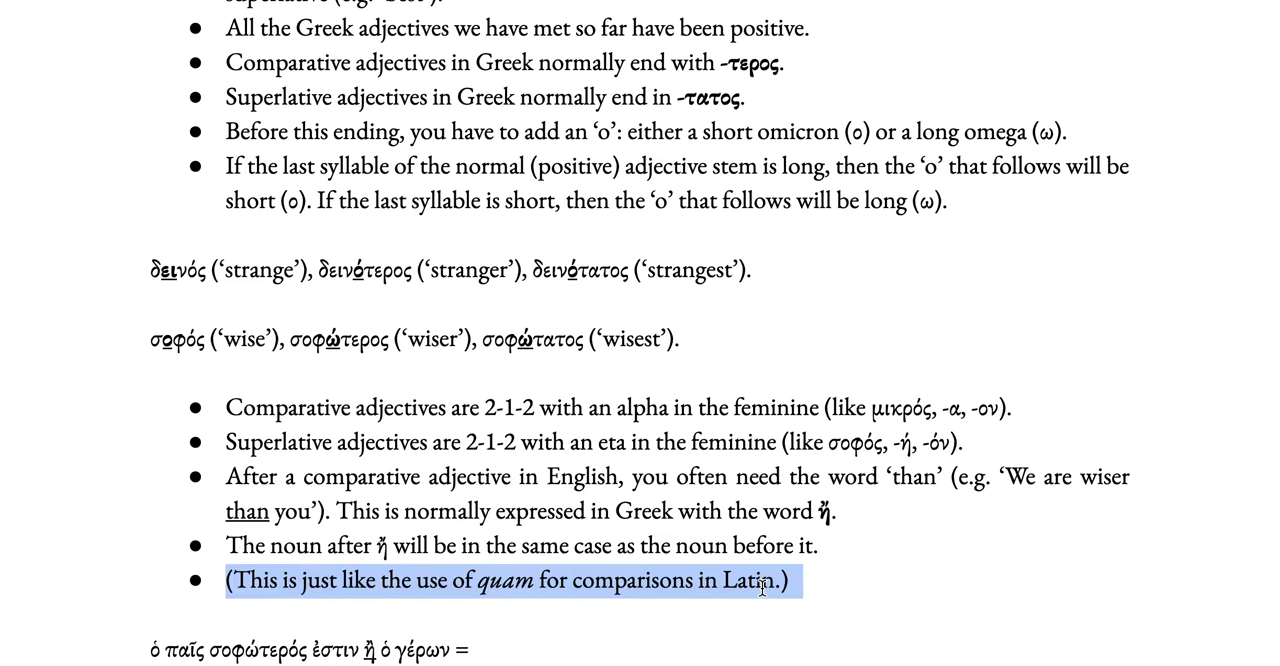 ● All the Greek adjectives we have met so far have been positive.
● Comparative adjectives in Greek normally end with -τερος.
● Superlative adjectives in Greek normally end in -τατος.
● Before this ending, you have to add an ‘o’: either a short omicron (ο) or a long omega (ω).
● If the last syllable of the normal (positive) adjective stem is long, then the ‘o’ that follows will be
short (ο). If the last syllable is short, then the ‘o’ that follows will be long (ω).
δεινός (‘strange’), δεινότερος (‘stranger’), δεινότατος (‘strangest’).
σοφός (‘wise’), σοφώτερος (‘wiser’), σοφώτατος (‘wisest’).
● Comparative adjectives are 2-1-2 with an alpha in the feminine (like μικρός, -α, -ον).
● Superlative adjectives are 2-1-2 with an eta in the feminine (like σοφός, -ή, -όν).
● After a comparative adjective in English, you often need the word ‘than’ (e.g. ‘We are wiser
than you’). This is normally expressed in Greek with the word ἤ.
● The noun after ἤ will be in the same case as the noun before it.
● (This is just like the use of quam for comparisons in Latin.)
ὁ παῖς σοφώτερός ἐστιν ἢ ὁ γέρων =